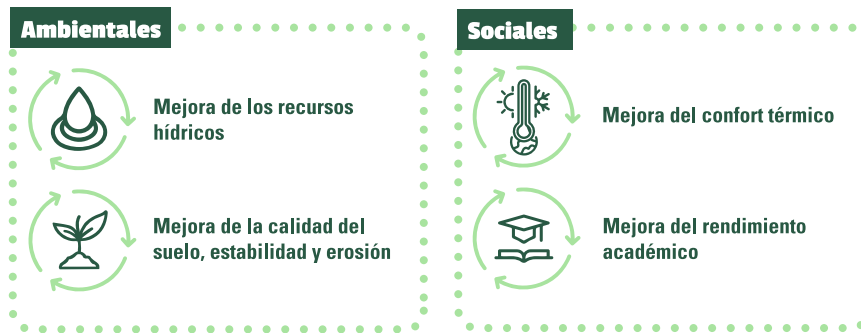 Ambientales
Mejora de los recursos
hídricos
Mejora de la calidad del
suelo, estabilidad y erosión
Sociales
Mejora del confort térmico
Mejora del rendimiento
académico